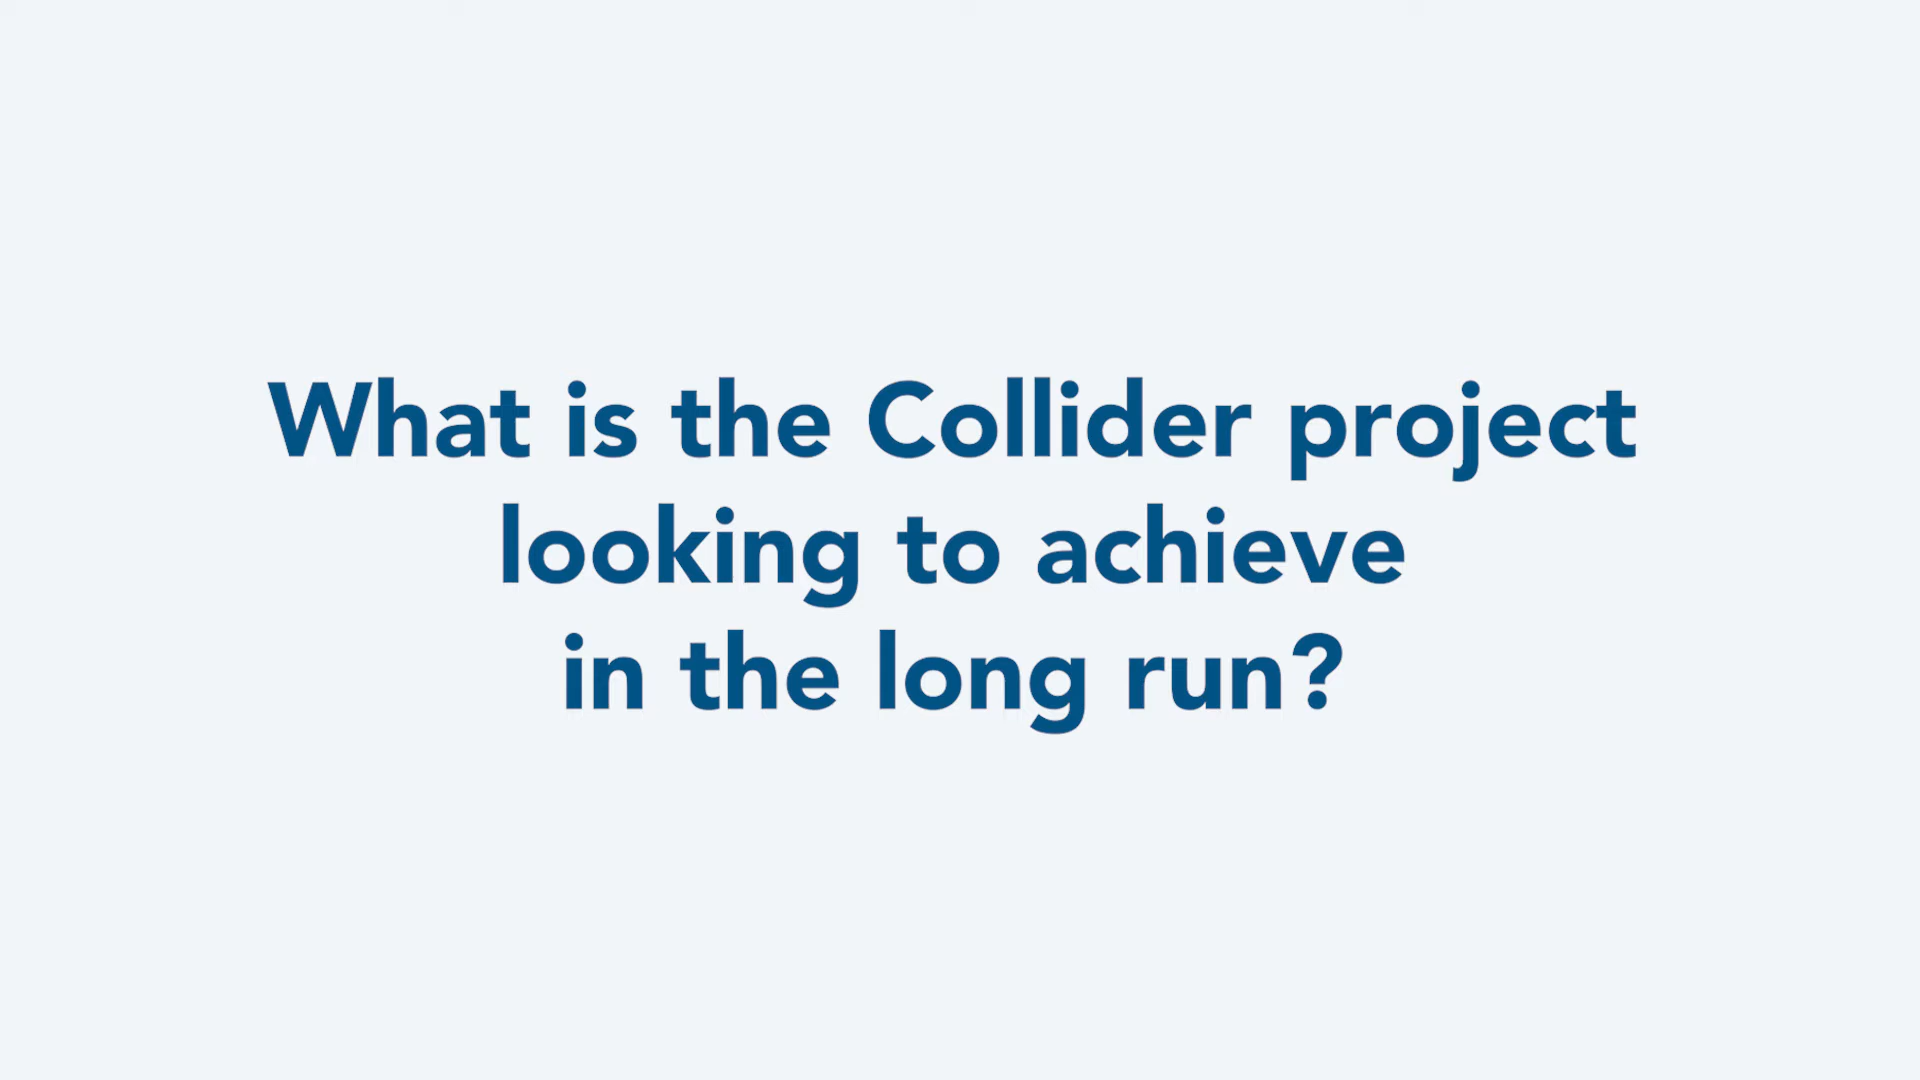 What is the Collider project
looking to achieve
in the long run?